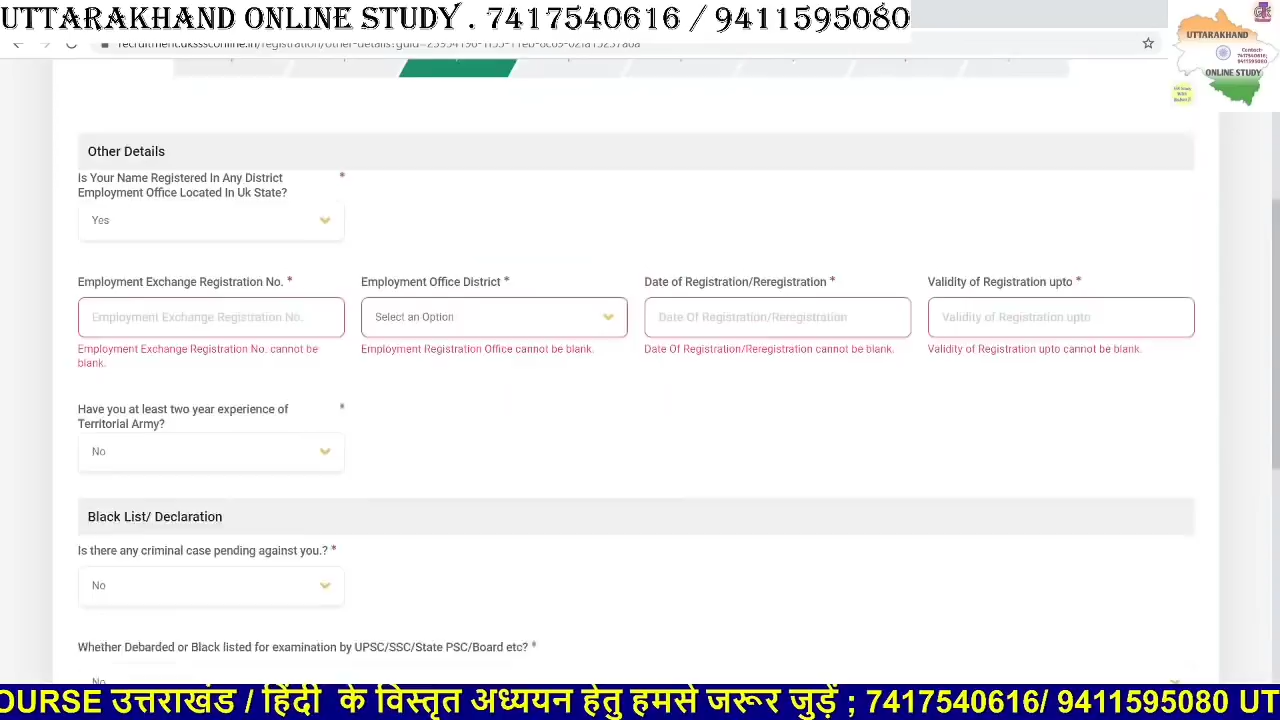 UTTARAKHAND ONLINE STUDY . 7417540616 / 9411595080
UTTARAKHAND
Contact:
7417540616;
9411595080.
ONLINE STUDY
Other Details
Is Your Name Registered In Any District *
Employment Office Located In Uk State?
Yes
Employment Exchange Registration No. * Employment Office District * Date of Registration/Reregistration * Validity of Registration upto *
Employment Exchange Registration No. Select an Option Date Of Registration/Reregistration Validity of Registration upto
Employment Exchange Registration No. cannot be Employment Registration Office cannot be blank. Date Of Registration/Reregistration cannot be blank. Validity of Registration upto cannot be blank.
blank.
Have you at least two year experience of *
Territorial Army?
No
Black List/ Declaration
Is there any criminal case pending against you.? *
No
Whether Debarded or Black listed for examination by UPSC/SSC/State PSC/Board etc? *
No
OURSE उत्तराखंड / हिंदी के विस्तृत अध्ययन हेतु हमसे जरूर जुड़ें ; 7417540616/ 9411595080 UT